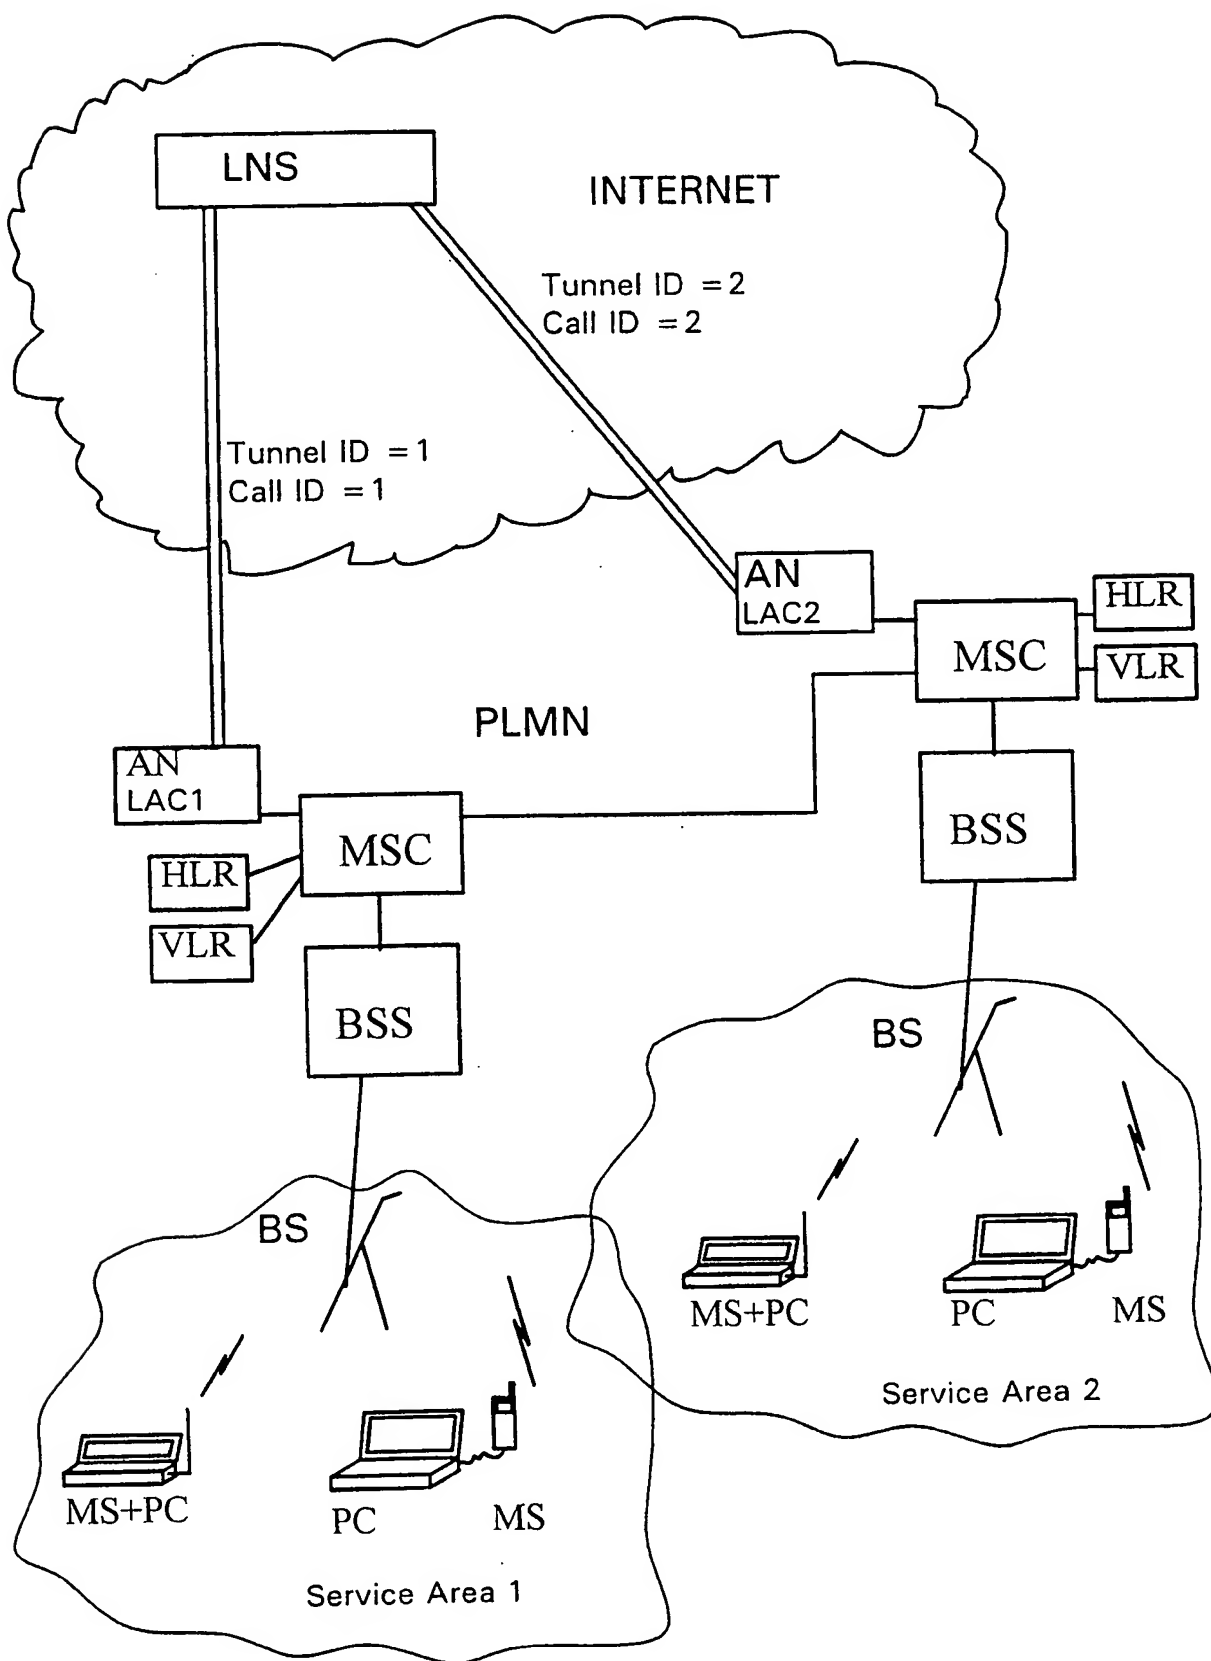 LNS
INTERNET
Tunnel ID = 2
Call ID = 2
Tunnel ID = 1
Call ID = 1
AN
LAC2
HLR
MSC
VLR
PLMN
AN
LAC1
BSS
MSC
HLR
VLR
BSS
BS
BS
MS+PC
PC
MS
Service Area 2
MS+PC
PC
MS
Service Area 1